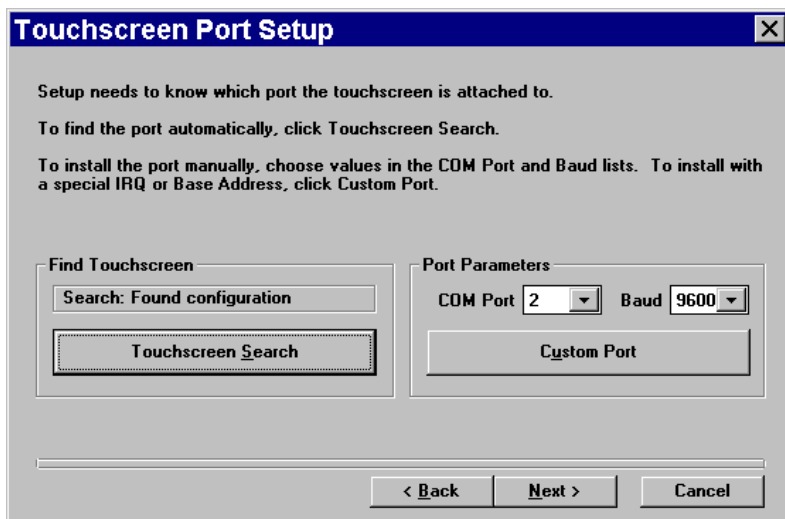 Touchscreen Port Setup
Setup needs to know which port the touchscreen is attached to.
To find the port automatically, click Touchscreen Search.
To install the port manually, choose values in the COM Port and Baud lists. To install with
a special IRQ or Base Address, click Custom Port.
Find Touchscreen
Search: Found configuration
Touchscreen Search
Port Parameters
COM Port 2 Baud 9600
Custom Port
< Back Next > Cancel